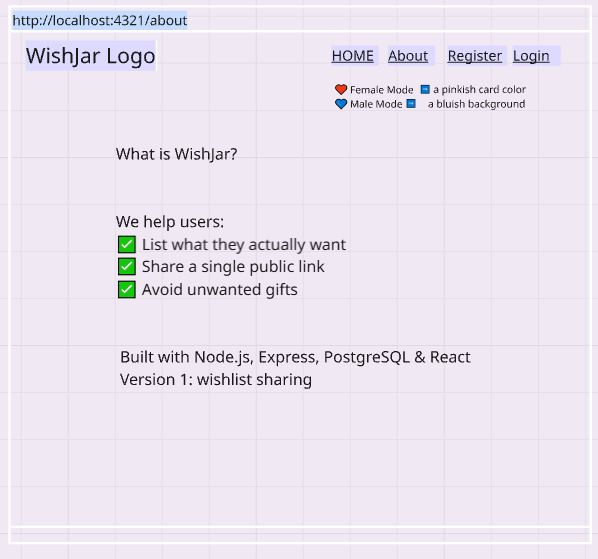 http://localhost:4321/about
WishJar Logo
HOME About Register Login
❤️ Female Mode ➡️ a pinkish card color
💙 Male Mode ➡️ a bluish background
What is WishJar?
We help users:
✅ List what they actually want
✅ Share a single public link
✅ Avoid unwanted gifts
Built with Node.js, Express, PostgreSQL & React
Version 1: wishlist sharing